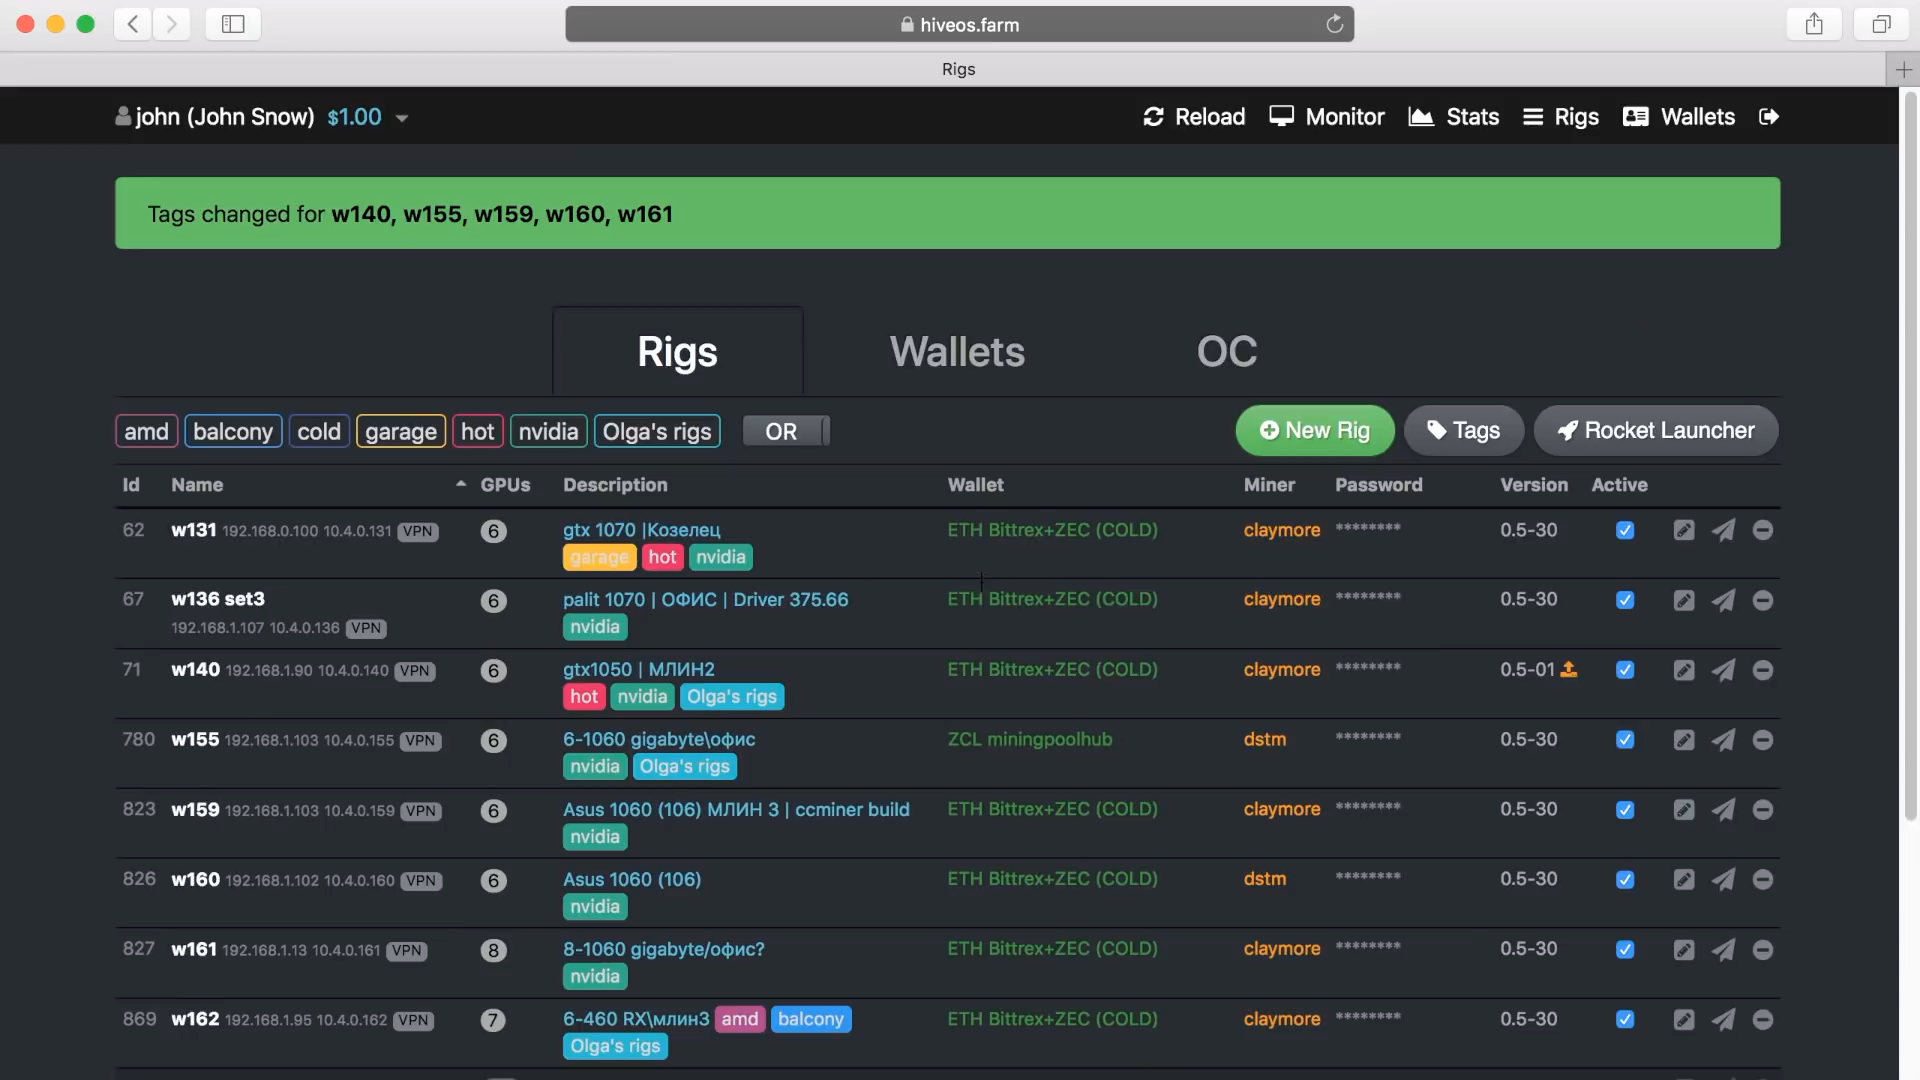 hiveos.farm
Rigs
john (John Snow) $1.00 Reload Monitor Stats Rigs Wallets
Tags changed for w140, w155, w159, w160, w161
Rigs Wallets OC
amd balcony cold garage hot nvidia Olga's rigs OR New Rig Tags Rocket Launcher
Id Name GPUs Description Wallet Miner Password Version Active
62 w131 192.168.0.100 10.4.0.131 VPN 6 gtx 1070 |Козелец ETH Bittrex+ZEC (COLD) claymore ******** 0.5-30
garage hot nvidia
67 w136 set3 6 palit 1070 | ОФИС | Driver 375.66 ETH Bittrex+ZEC (COLD) claymore ******** 0.5-30
192.168.1.107 10.4.0.136 VPN nvidia
71 w140 192.168.1.90 10.4.0.140 VPN 6 gtx1050 | МЛИН2 ETH Bittrex+ZEC (COLD) claymore ******** 0.5-01
hot nvidia Olga's rigs
780 w155 192.168.1.103 10.4.0.155 VPN 6 6-1060 gigabyte\офис ZCL miningpoolhub dstm ******** 0.5-30
nvidia Olga's rigs
823 w159 192.168.1.103 10.4.0.159 VPN 6 Asus 1060 (106) МЛИН 3 | ccminer build ETH Bittrex+ZEC (COLD) claymore ******** 0.5-30
nvidia
826 w160 192.168.1.102 10.4.0.160 VPN 6 Asus 1060 (106) ETH Bittrex+ZEC (COLD) dstm ******** 0.5-30
nvidia
827 w161 192.168.1.13 10.4.0.161 VPN 8 8-1060 gigabyte/офис? ETH Bittrex+ZEC (COLD) claymore ******** 0.5-30
nvidia
869 w162 192.168.1.95 10.4.0.162 VPN 7 6-460 RX\млин3 amd balcony ETH Bittrex+ZEC (COLD) claymore ******** 0.5-30
Olga's rigs